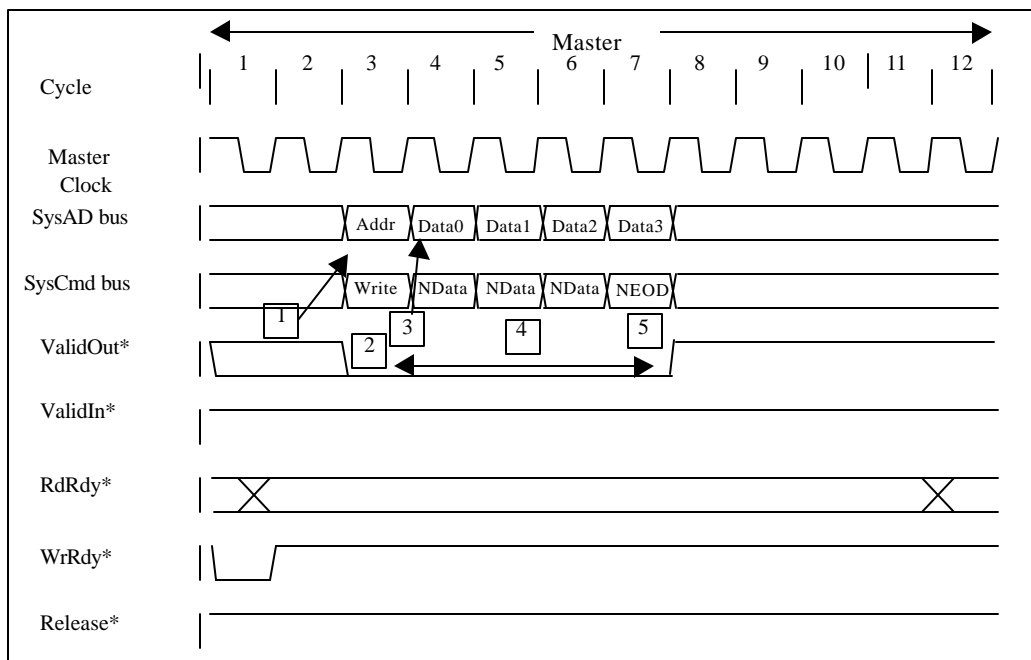 Master
Cycle 1 2 3 4 5 6 7 8 9 10 11 12
Master
Clock
SysAD bus Addr Data0 Data1 Data2 Data3
SysCmd bus Write NData NData NData NEOD
1 2 3 4 5
ValidOut*
ValidIn*
RdRdy*
WrRdy*
Release*